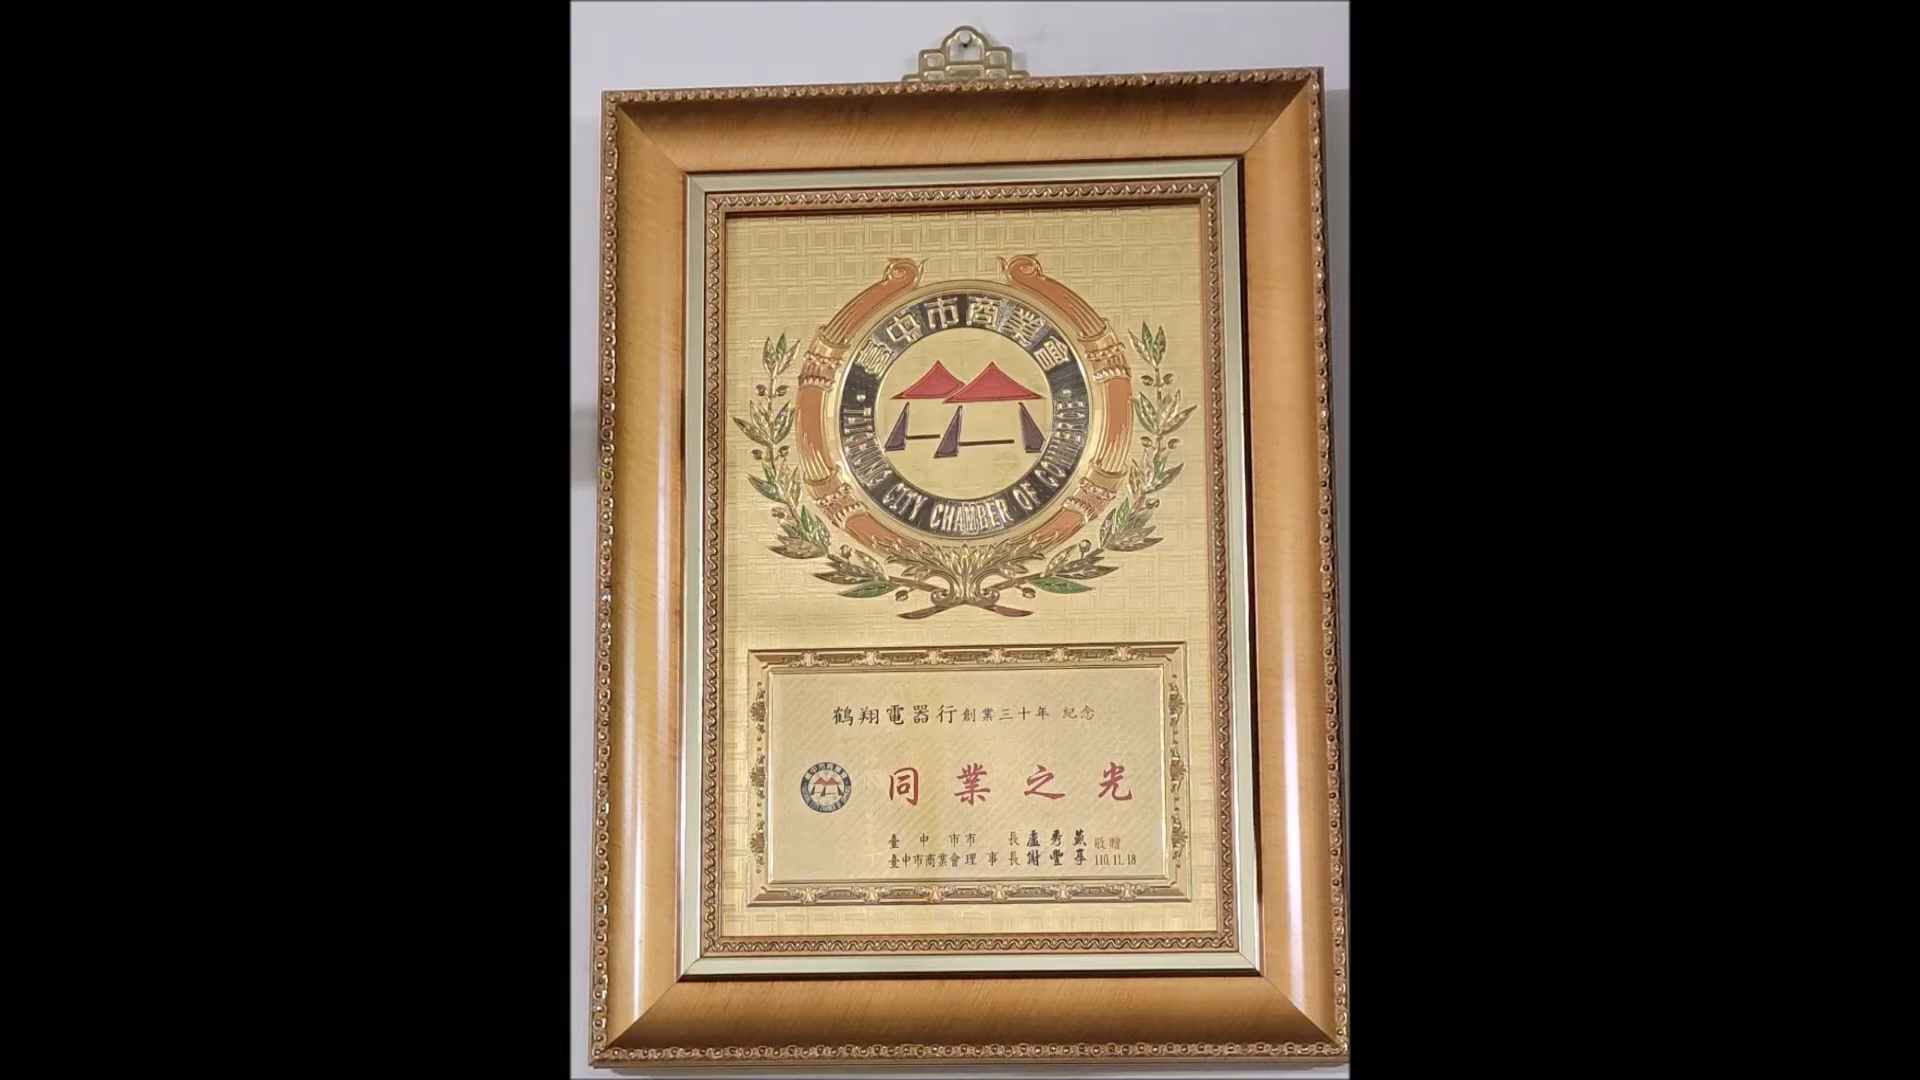 臺中市商業會
TAICHUNG CITY CHAMBER OF COMMERCE
鶴翔電器行創業三十年 紀念
同業之光
臺中市市長盧秀燕 敬贈
臺中市商業會理事長謝豐享 110.11.18